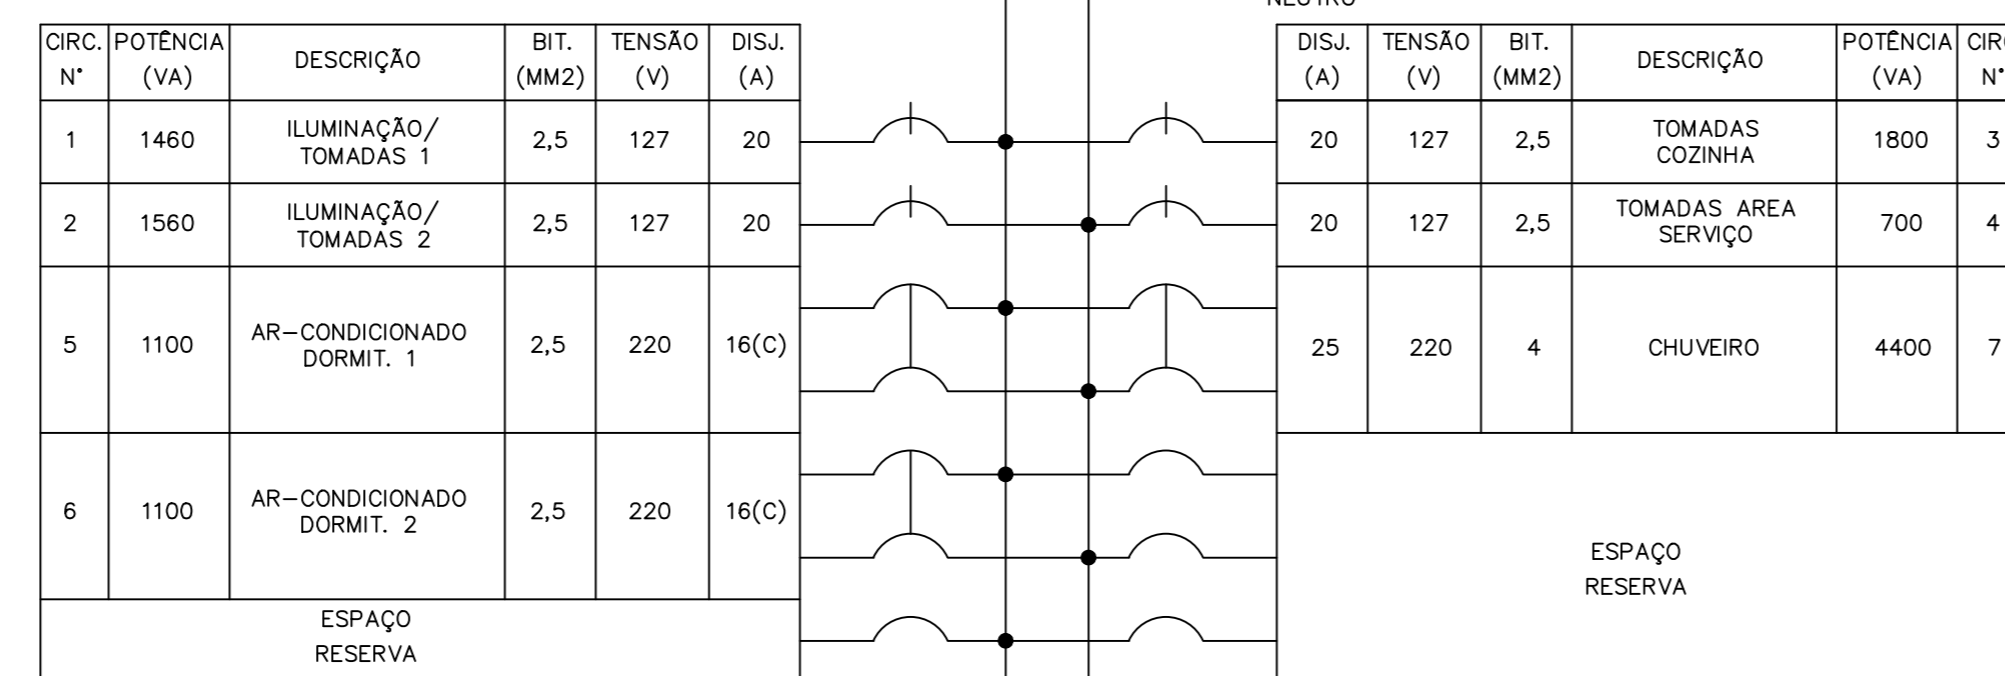 NEUTRO
CIRC. N° POTÊNCIA (VA) DESCRIÇÃO BIT. (MM2) TENSÃO (V) DISJ. (A)
1 1460 ILUMINAÇÃO/ TOMADAS 1 2,5 127 20
2 1560 ILUMINAÇÃO/ TOMADAS 2 2,5 127 20
5 1100 AR-CONDICIONADO DORMIT. 1 2,5 220 16(C)
6 1100 AR-CONDICIONADO DORMIT. 2 2,5 220 16(C)
ESPAÇO
RESERVA
DISJ. (A) TENSÃO (V) BIT. (MM2) DESCRIÇÃO POTÊNCIA (VA) CIRC N°
20 127 2,5 TOMADAS COZINHA 1800 3
20 127 2,5 TOMADAS AREA SERVIÇO 700 4
25 220 4 CHUVEIRO 4400 7
ESPAÇO
RESERVA